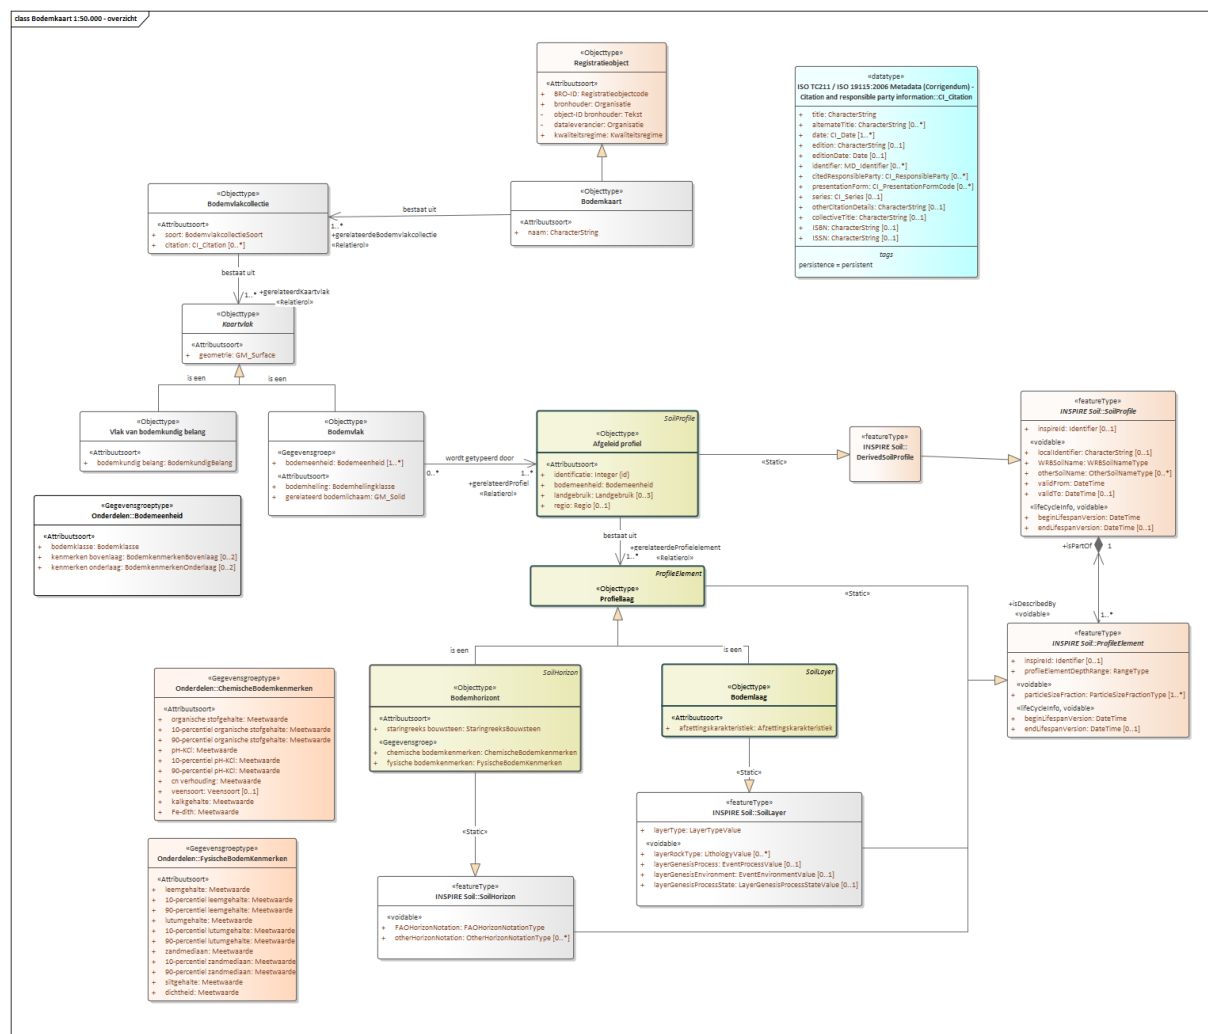 class Bodemkaart 1:50.000 - overzicht
«Objecttype»
Registratieobject
«Attribuutsoort»
+ BRO-ID: Registratieobjectcode
+ bronhouder: Organisatie
- object-ID bronhouder: Tekst
- dataleverancier: Organisatie
+ kwaliteitsregime: Kwaliteitsregime
«datatype»
ISO TC211 / ISO 19115:2006 Metadata (Corrigendum) -
Citation and responsible party information::CI_Citation
+ title: CharacterString
+ alternateTitle: CharacterString [0..*]
+ date: CI_Date [1..*]
+ edition: CharacterString [0..1]
+ editionDate: Date [0..1]
+ identifier: MD_Identifier [0..*]
+ citedResponsibleParty: CI_ResponsibleParty [0..*]
+ presentationForm: CI_PresentationFormCode [0..*]
+ series: CI_Series [0..1]
+ otherCitationDetails: CharacterString [0..1]
+ collectiveTitle: CharacterString [0..1]
+ ISBN: CharacterString [0..1]
+ ISSN: CharacterString [0..1]
tags
persistence = persistent
«Objecttype»
Bodemvlakcollectie
«Attribuutsoort»
+ soort: BodemvlakcollectieSoort
+ citation: CI_Citation [0..*]
bestaat uit
1..*
+gerelateerdeBodemvlakcollectie
«Relatierol»
«Objecttype»
Bodemkaart
«Attribuutsoort»
+ naam: CharacterString
bestaat uit
1..*
+gerelateerdKaartvlak
«Relatierol»
«Objecttype»
Kaartvlak
«Attribuutsoort»
+ geometrie: GM_Surface
is een
is een
«Objecttype»
Vlak van bodemkundig belang
«Attribuutsoort»
+ bodemkundig belang: BodemkundigBelang
«Objecttype»
Bodemvlak
«Gegevensgroep»
+ bodemeenheid: Bodemeenheid [1..*]
«Attribuutsoort»
+ bodemhelling: Bodemhellingklasse
+ gerelateerd bodemlichaam: GM_Solid
wordt getypeerd door
0..*
1..*
+gerelateerdProfiel
«Relatierol»
SoilProfile
«Objecttype»
Afgeleid profiel
«Attribuutsoort»
+ identificatie: Integer {id}
+ bodemeenheid: Bodemeenheid
+ landgebruik: Landgebruik [0..3]
+ regio: Regio [0..1]
«Static»
«featureType»
INSPIRE Soil::
DerivedSoilProfile
«featureType»
INSPIRE Soil::SoilProfile
+ inspireId: Identifier [0..1]
«voidable»
+ localIdentifier: CharacterString [0..1]
+ WRBSoilName: WRBSoilNameType
+ otherSoilName: OtherSoilNameType [0..*]
+ validFrom: DateTime
+ validTo: DateTime [0..1]
«lifeCycleInfo, voidable»
+ beginLifespanVersion: DateTime
+ endLifespanVersion: DateTime [0..1]
«Gegevensgroeptype»
Onderdelen::Bodemeenheid
«Attribuutsoort»
+ bodemklasse: Bodemklasse
+ kenmerken bovenlaag: BodemkenmerkenBovenlaag [0..2]
+ kenmerken onderlaag: BodemkenmerkenOnderlaag [0..2]
bestaat uit
+gerelateerdeProfielelement
1..*
«Relatierol»
+isPartOf 1
+isDescribedBy
«voidable»
1..*
ProfileElement
«Objecttype»
Profiellaag
«Static»
«featureType»
INSPIRE Soil::ProfileElement
+ inspireId: Identifier [0..1]
+ profileElementDepthRange: RangeType
«voidable»
+ particleSizeFraction: ParticleSizeFractionType [1..*]
«lifeCycleInfo, voidable»
+ beginLifespanVersion: DateTime
+ endLifespanversion: DateTime [0..1]
is een
is een
«Gegevensgroeptype»
Onderdelen::ChemischeBodemkenmerken
«Attribuutsoort»
+ organische stofgehalte: Meetwaarde
+ 10-percentiel organische stofgehalte: Meetwaarde
+ 90-percentiel organische stofgehalte: Meetwaarde
+ pH-KCl: Meetwaarde
+ 10-percentiel pH-KCl: Meetwaarde
+ 90-percentiel pH-KCl: Meetwaarde
+ cn verhouding: Meetwaarde
+ veensoort: Veensoort [0..1]
+ kalkgehalte: Meetwaarde
+ Fe-dith: Meetwaarde
SoilHorizon
«Objecttype»
Bodemhorizont
«Attribuutsoort»
+ staringreeks bouwsteen: StaringreeksBouwsteen
«Gegevensgroep»
+ chemische bodemkenmerken: ChemischeBodemkenmerken
+ fysische bodemkenmerken: FysischeBodemKenmerken
SoilLayer
«Objecttype»
Bodemlaag
«Attribuutsoort»
+ afzettingskarakteristiek: Afzettingskarakteristiek
«Static»
«featureType»
INSPIRE Soil::SoilLayer
+ layerType: LayerTypeValue
«voidable»
+ layerRockType: LithologyValue [0..*]
+ layerGenesisProcess: EventProcessValue [0..1]
+ layerGenesisEnvironment: EventEnvironmentValue [0..1]
+ layerGenesisProcessState: LayerGenesisProcessStateValue [0..1]
«Static»
«Gegevensgroeptype»
Onderdelen::FysischeBodemKenmerken
«Attribuutsoort»
+ leemgehalte: Meetwaarde
+ 10-percentiel leemgehalte: Meetwaarde
+ 90-percentiel leemgehalte: Meetwaarde
+ lutumgehalte: Meetwaarde
+ 10-percentiel lutumgehalte: Meetwaarde
+ 90-percentiel lutumgehalte: Meetwaarde
+ zandmediaan: Meetwaarde
+ 10-percentiel zandmediaan: Meetwaarde
+ 90-percentiel zandmediaan: Meetwaarde
+ siltgehalte: Meetwaarde
+ dichtheid: Meetwaarde
«featureType»
INSPIRE Soil::SoilHorizon
«voidable»
+ FAOHorizonNotation: FAOHorizonNotationType
+ otherHorizonNotation: OtherHorizonNotationType [0..*]